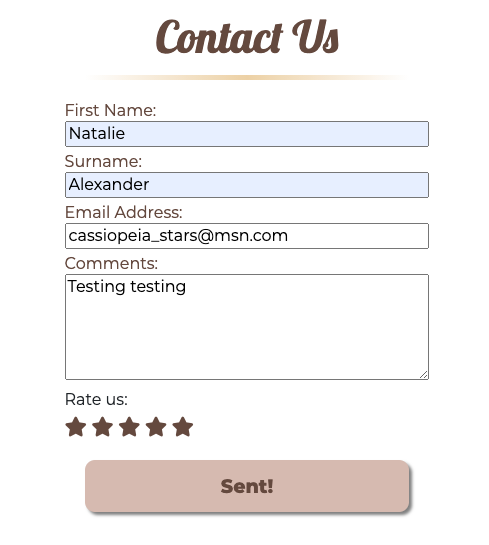 Contact Us
First Name:
Natalie
Surname:
Alexander
Email Address:
cassiopeia_stars@msn.com
Comments:
Testing testing
Rate us:
Sent!